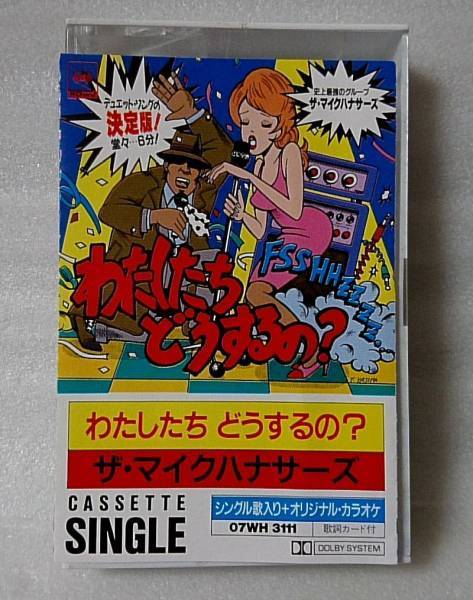 デュエット・ソングの
決定版!
堂々…6分!
史上最強のグループ
ザ・マイクハナサーズ
わたしたち
どうするの?
FSSHHZZZZZ..
わたしたち どうするの?
ザ・マイクハナサーズ
CASSETTE
SINGLE
シングル歌入り+オリジナル・カラオケ
07WH 3111
歌詞カード付
DOLBY SYSTEM